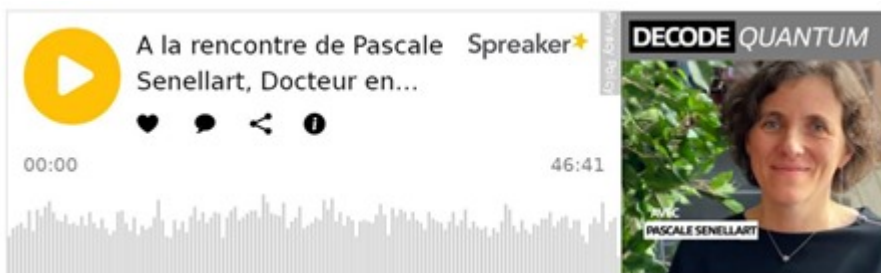 A la rencontre de Pascale
Senellart, Docteur en...
Spreaker
Privacy Policy
00:00
46:41
DECODE QUANTUM
AVEC
PASCALE SENELLART